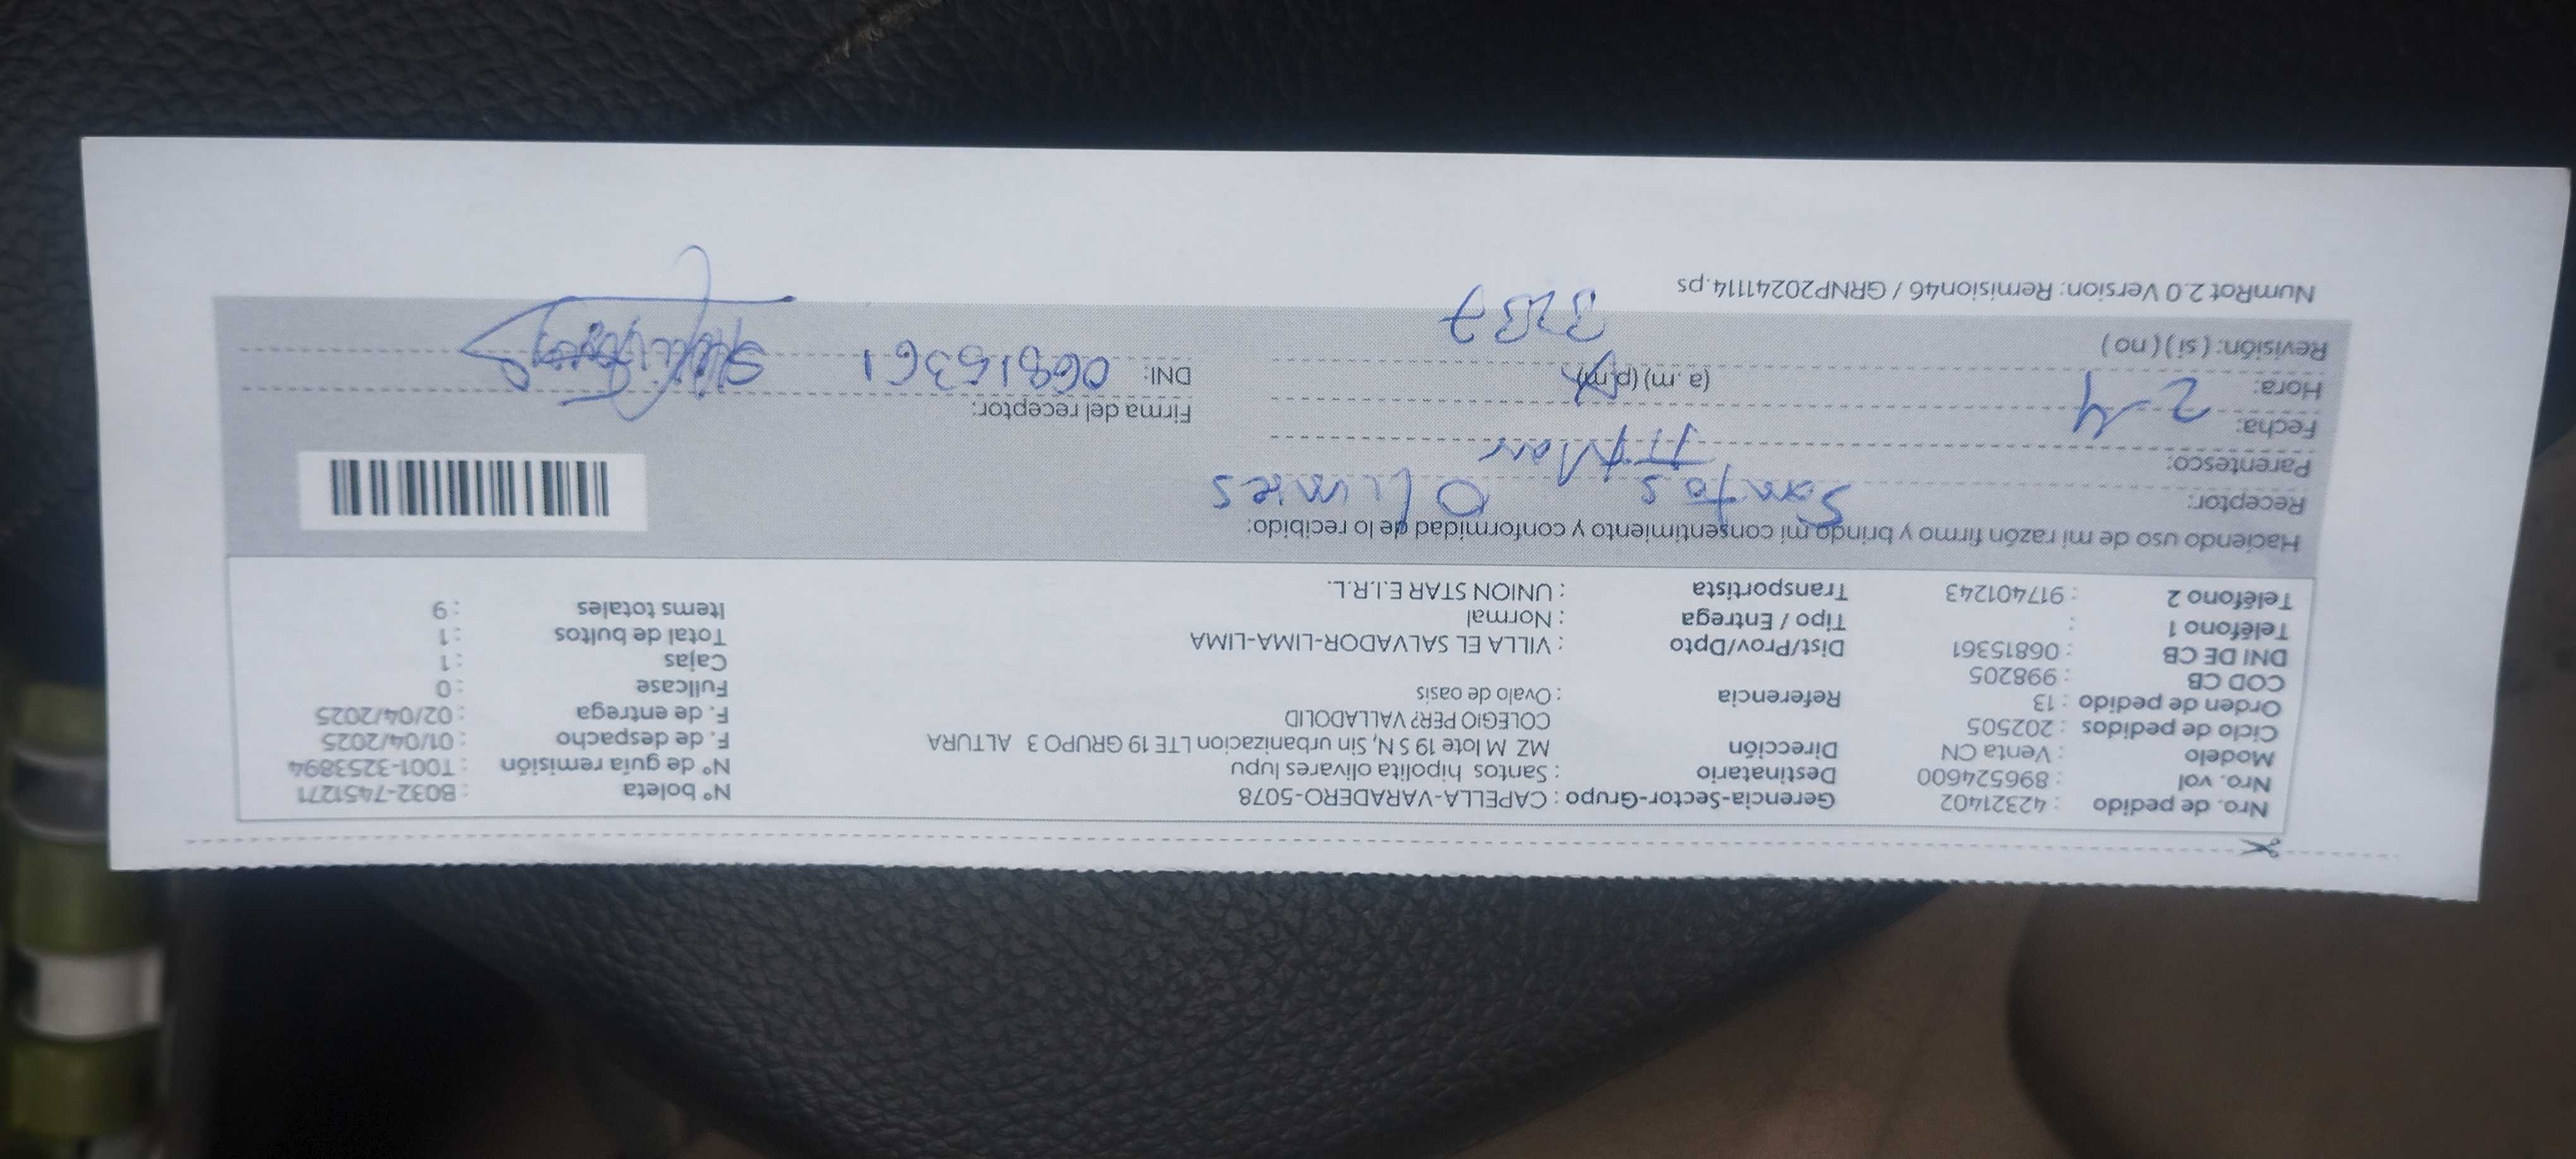 Nro. de pedido : 42321402 Gerencia-Sector-Grupo : CAPELLA-VARADERO-5078 N° boleta : B032-7451271
Nro. vol : 896524600 Destinatario : Santos hipolita olivares lupu N° de guía remisión : T001-3253894
Modelo : Venta CN Dirección MZ M lote 19 S N, Sin urbanizacion LTE 19 GRUPO 3 ALTURA F. de despacho : 01/04/2025
Ciclo de pedidos : 202505 COLEGIO PER? VALLADOLID F. de entrega : 02/04/2025
Orden de pedido : 13 Referencia : Ovalo de oasis Fullcase : 0
COD CB : 998205 Cajas : 1
DNI DE CB : 06815361 Dist/Prov/Dpto : VILLA EL SALVADOR-LIMA-LIMA Total de bultos : 1
Teléfono 1 : Tipo / Entrega : Normal Items totales : 9
Teléfono 2 : 917401243 Transportista : UNION STAR E.I.R.L.
Haciendo uso de mi razón firmo y brindo mi consentimiento y conformidad de lo recibido:
Receptor: Santos
Parentesco:
Fecha: 2-4 Firma del receptor:
Hora: (a.m) (p.m) DNI: 06815361
Revisión: ( si ) ( no ) 3237
NumRot 2.0 Version: Remision46 / GRNP20241114.ps